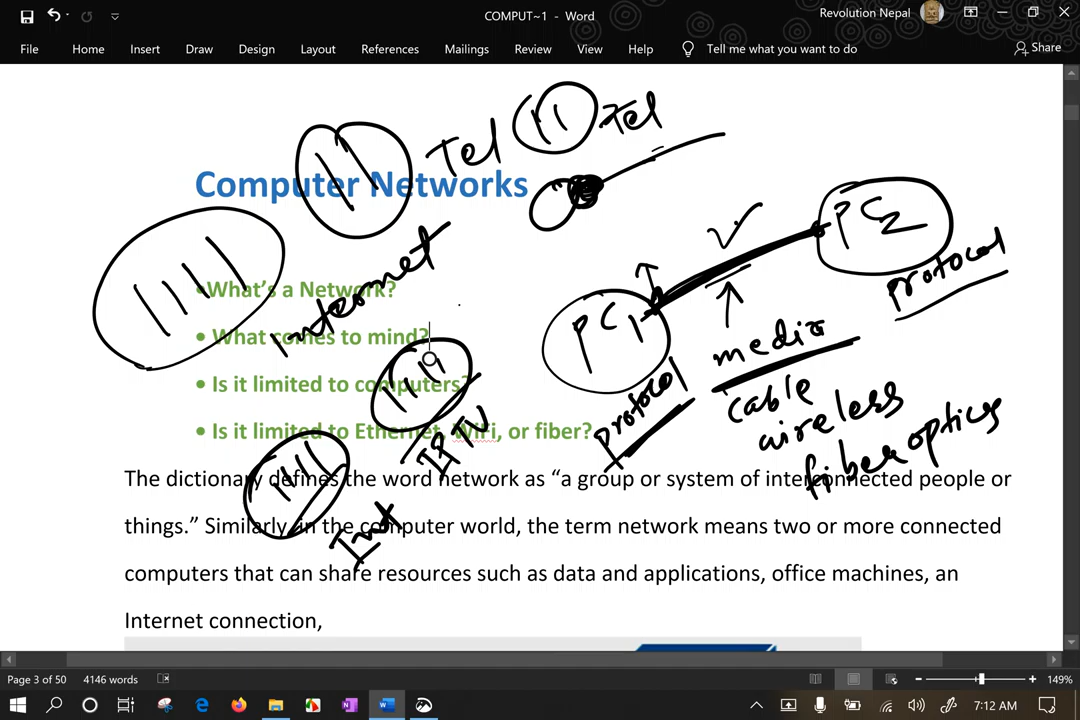 COMPUT~1 - Word
Revolution Nepal
File Home Insert Draw Design Layout References Mailings Review View Help Tell me what you want to do Share
Tel Tel
Computer Networks
PC2
protocol
• What's a Network?
Internet
PC1
• What comes to mind?
media
• Is it limited to computers?
protocol
cable
wireless
• Is it limited to Ethernet, WiFi, or fiber?
IPTV
fiber optics
The dictionary defines the word network as “a group or system of interconnected people or
things.” Similarly, in the computer world, the term network means two or more connected
Int
computers that can share resources such as data and applications, office machines, an
Internet connection,
Page 3 of 50 4146 words 149%
7:12 AM